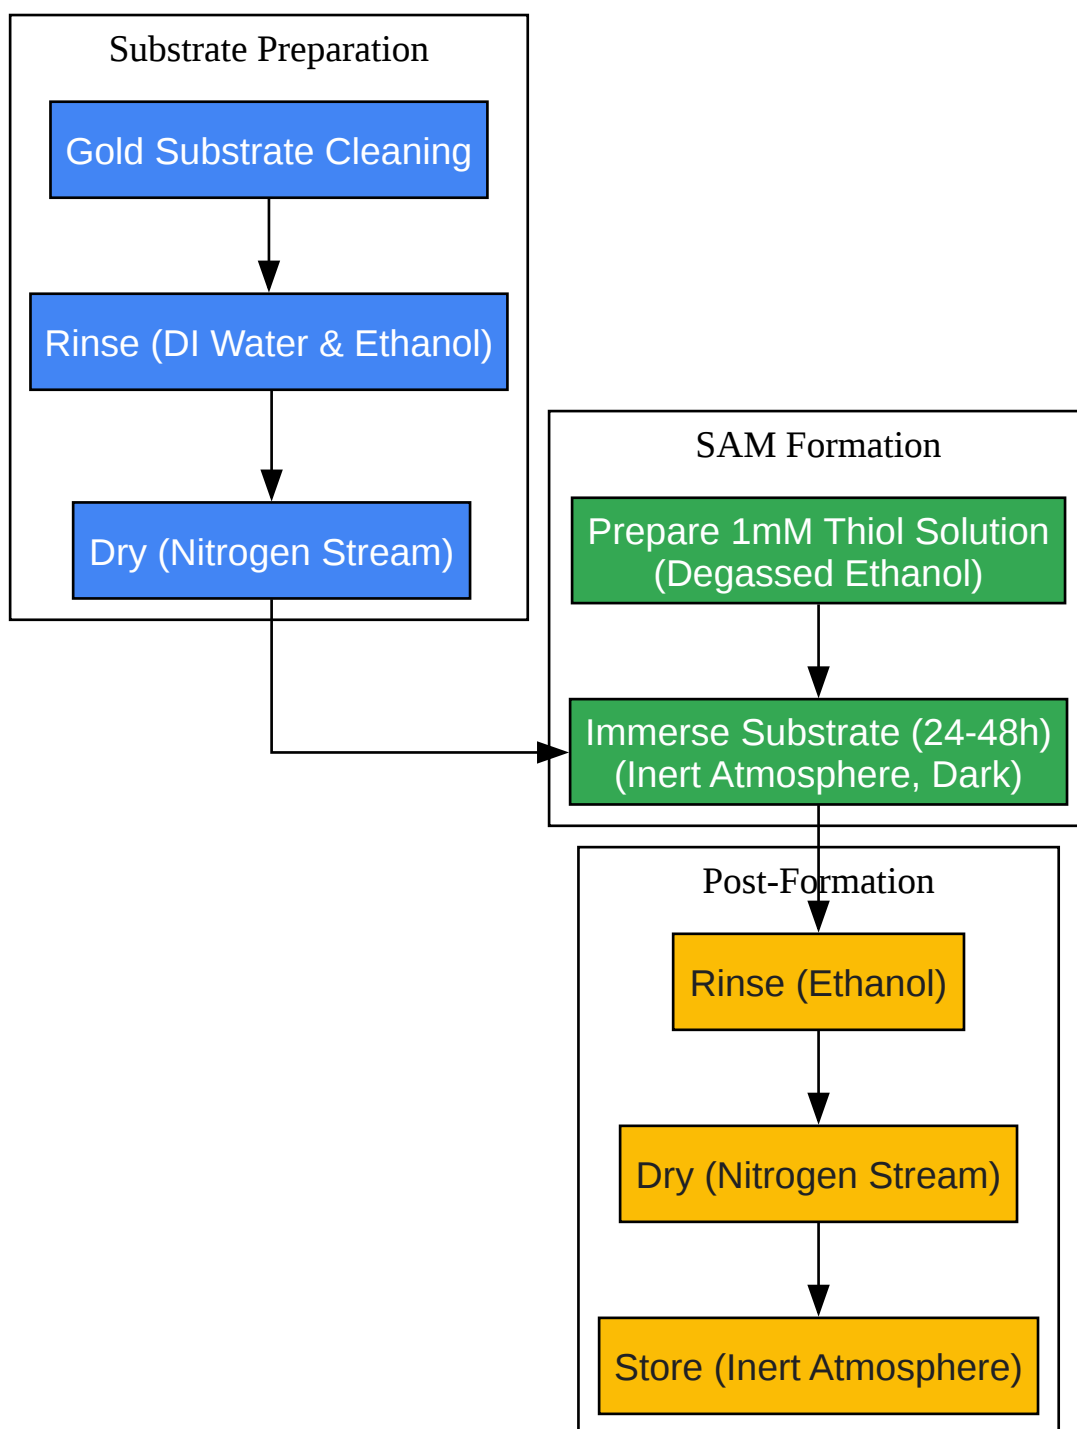 Substrate Preparation
Gold Substrate Cleaning
Rinse (DI Water & Ethanol)
Dry (Nitrogen Stream)
SAM Formation
Prepare 1mM Thiol Solution
(Degassed Ethanol)
Immerse Substrate (24-48h)
(Inert Atmosphere, Dark)
Post-Formation
Rinse (Ethanol)
Dry (Nitrogen Stream)
Store (Inert Atmosphere)